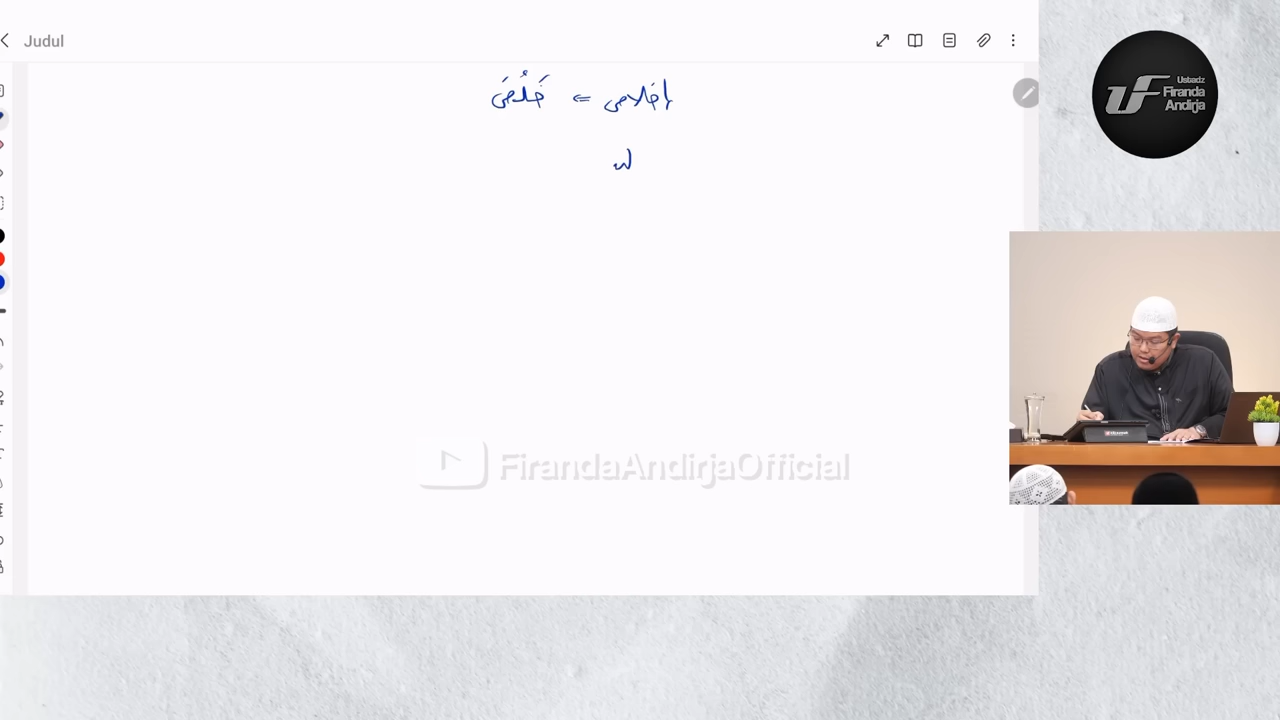 Judul
Ustadz
Firanda
Andirja
إخلاص ⇐ خَلُصَ
FirandaAndirjaOfficial